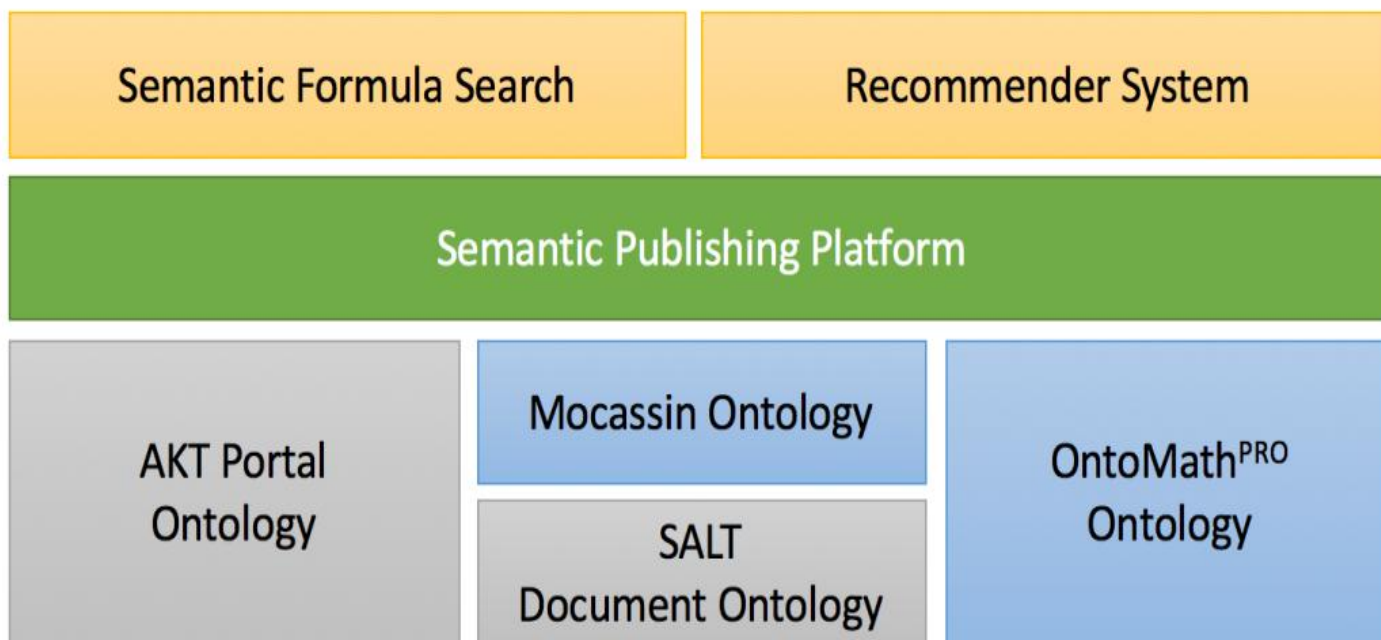 Semantic Formula Search
Recommender System
Semantic Publishing Platform
AKT Portal
Ontology
Mocassin Ontology
SALT
Document Ontology
OntoMathᴾᴿᴼ
Ontology